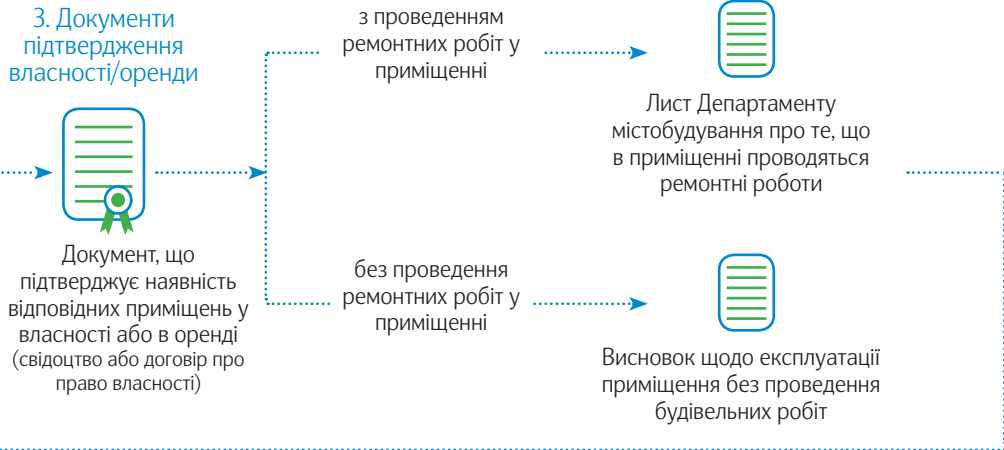 3. Документи
підтвердження
власності/оренди
Документ, що
підтверджує наявність
відповідних приміщень у
власності або в оренді
(свідоцтво або договір про
право власності)
з проведенням
ремонтних робіт у
приміщенні
Лист Департаменту
містобудування про те, що
в приміщенні проводяться
ремонтні роботи
без проведення
ремонтних робіт у
приміщенні
Висновок щодо експлуатації
приміщення без проведення
будівельних робіт